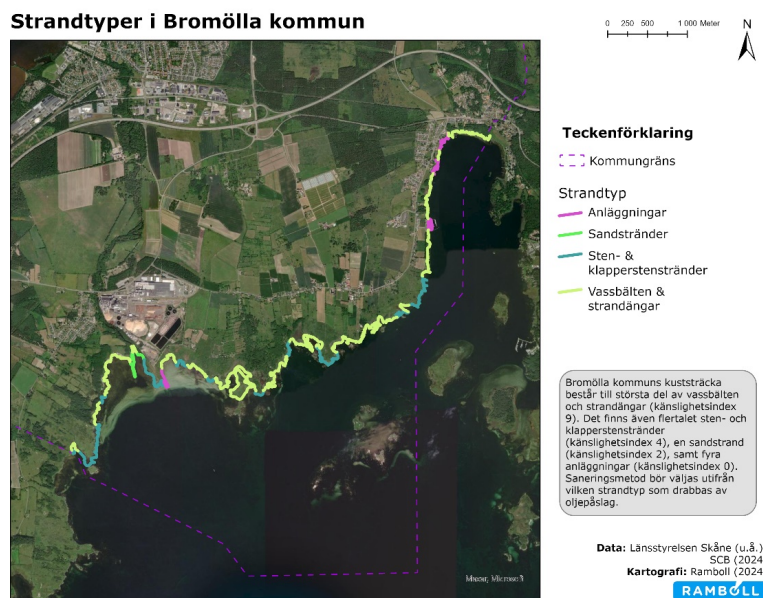 Strandtyper i Bromölla kommun
0 250 500 1 000 Meter
N
Teckenförklaring
Kommungräns
Strandtyp
Anläggningar
Sandstränder
Sten- &
klapperstensstränder
Vassbälten &
strandängar
Bromölla kommuns kuststräcka
består till största del av vassbälten
och strandängar (känslighetsindex
9). Det finns även flertalet sten- och
klapperstenstränder
(känslighetsindex 4), en sandstrand
(känslighetsindex 2), samt fyra
anläggningar (känslighetsindex 0).
Saneringsmetod bör väljas utifrån
vilken strandtyp som drabbas av
oljepåslag.
Data: Länsstyrelsen Skåne (u.å.)
SCB (2024
Kartografi: Ramboll (2024
Maxar, Microsoft
RAMBOLL